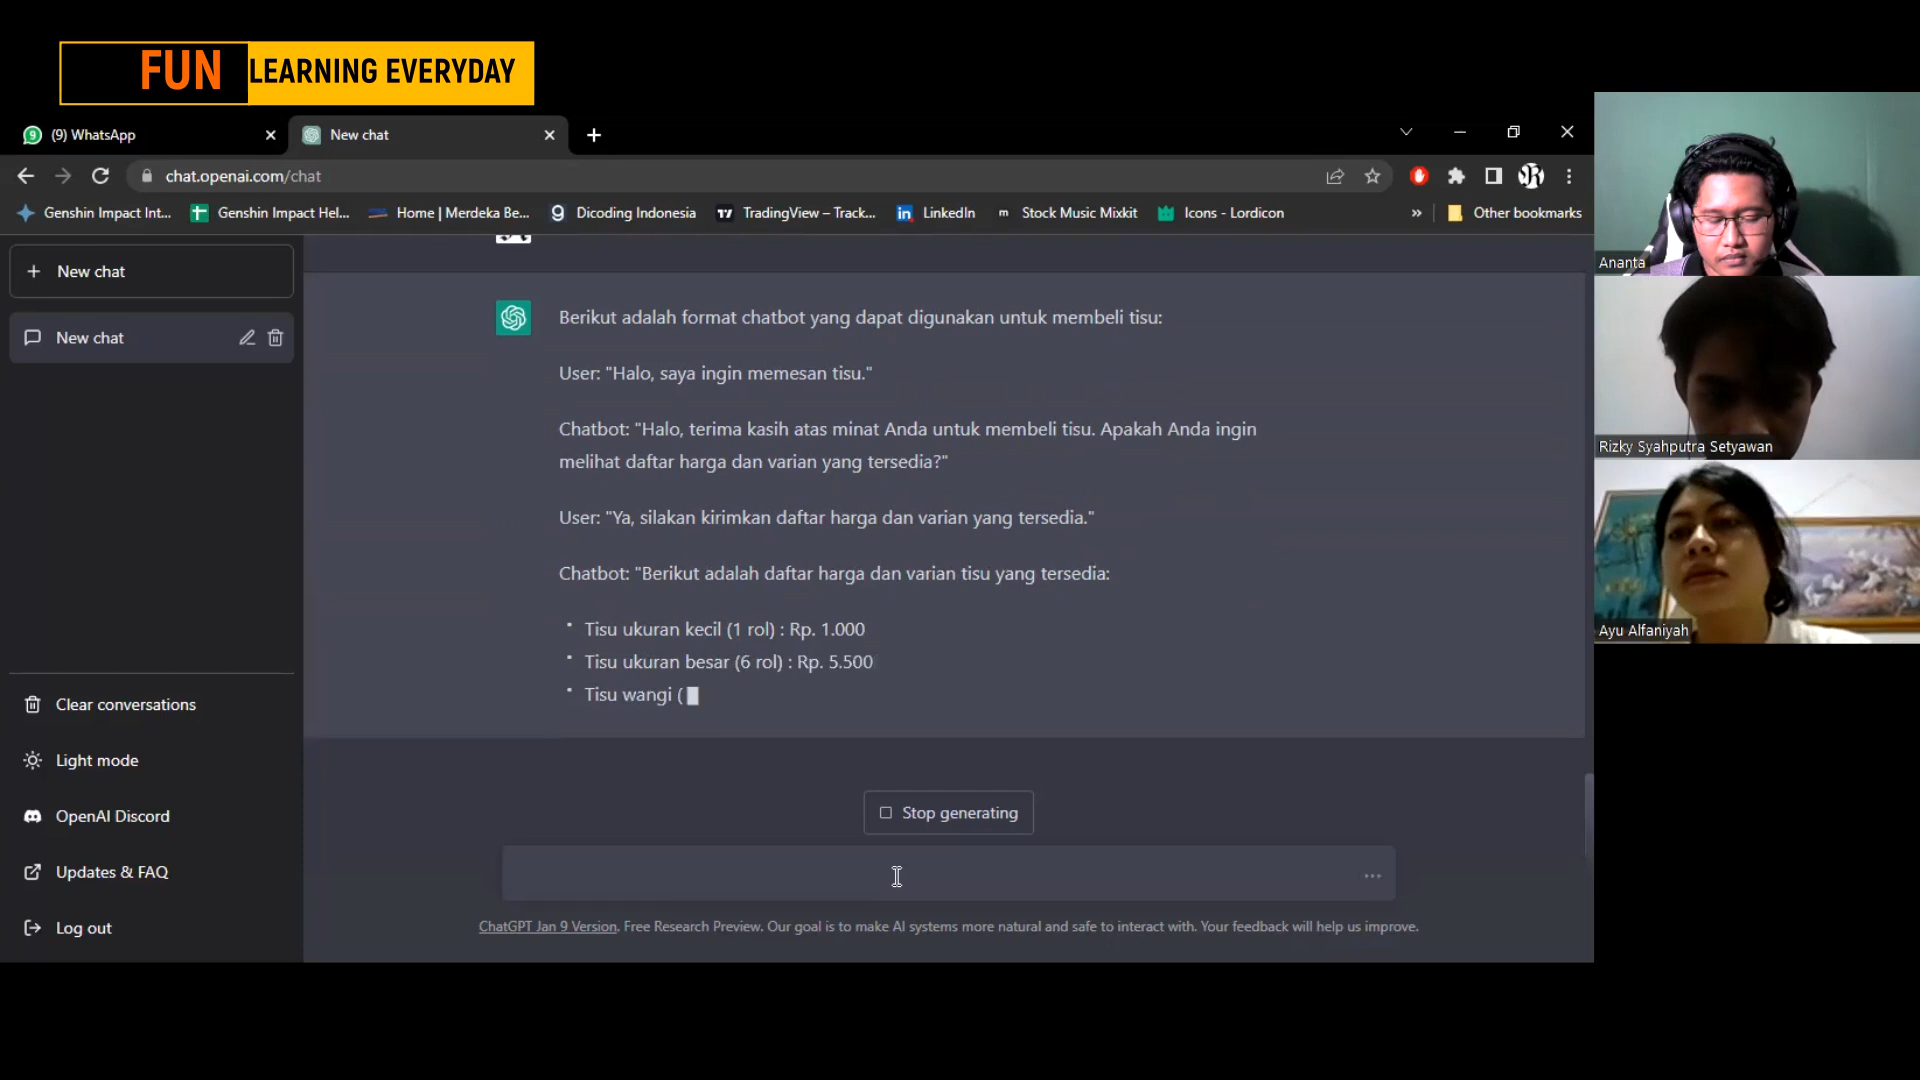 FUN LEARNING EVERYDAY
9 (9) WhatsApp
New chat
chat.openai.com/chat
Genshin Impact Int...
Genshin Impact Hel...
Home | Merdeka Be...
Dicoding Indonesia
TradingView – Track...
LinkedIn
m Stock Music Mixkit
Icons - Lordicon
»
Other bookmarks
+ New chat
New chat
Clear conversations
Light mode
OpenAI Discord
Updates & FAQ
Log out
Berikut adalah format chatbot yang dapat digunakan untuk membeli tisu:
User: "Halo, saya ingin memesan tisu."
Chatbot: "Halo, terima kasih atas minat Anda untuk membeli tisu. Apakah Anda ingin
melihat daftar harga dan varian yang tersedia?"
User: "Ya, silakan kirimkan daftar harga dan varian yang tersedia."
Chatbot: "Berikut adalah daftar harga dan varian tisu yang tersedia:
• Tisu ukuran kecil (1 rol) : Rp. 1.000
• Tisu ukuran besar (6 rol) : Rp. 5.500
• Tisu wangi (
Stop generating
ChatGPT Jan 9 Version. Free Research Preview. Our goal is to make AI systems more natural and safe to interact with. Your feedback will help us improve.
Ananta
Rizky Syahputra Setyawan
Ayu Alfaniyah